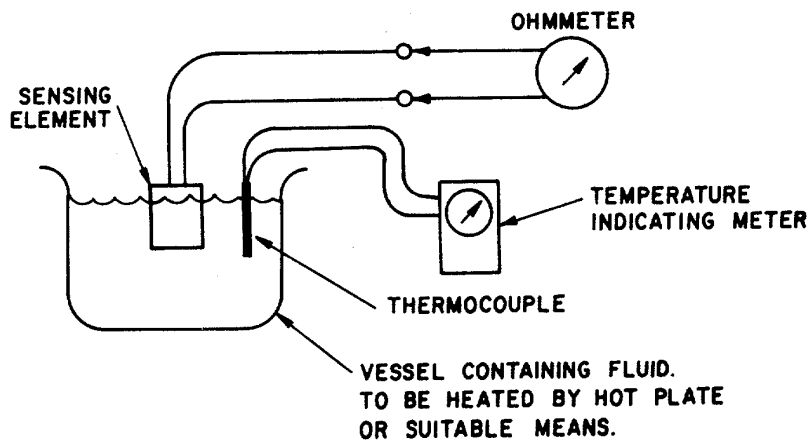 OHMMETER
SENSING
ELEMENT
TEMPERATURE
INDICATING METER
THERMOCOUPLE
VESSEL CONTAINING FLUID.
TO BE HEATED BY HOT PLATE
OR SUITABLE MEANS.